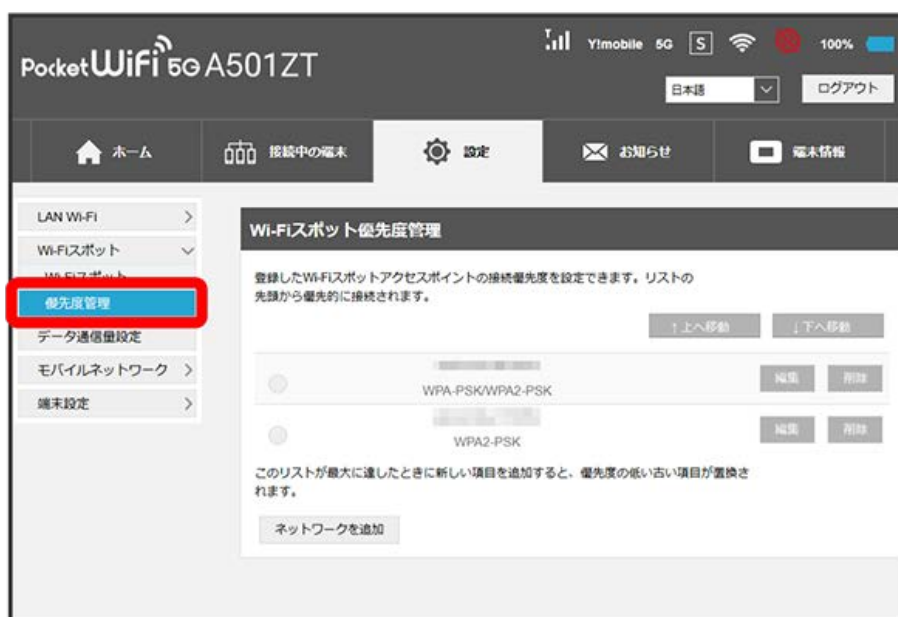 Pocket WiFi 5G A501ZT
Y!mobile 5G S 100%
日本語 ログアウト
ホーム 接続中の端末 設定 お知らせ 端末情報
LAN Wi-Fi
Wi-Fiスポット
Wi-Fiスポット
優先度管理
データ通信量設定
モバイルネットワーク
端末設定
Wi-Fiスポット優先度管理
登録したWi-Fiスポットアクセスポイントの接続優先度を設定できます。リストの
先頭から優先的に接続されます。
↑上へ移動 ↓下へ移動
WPA-PSK/WPA2-PSK
編集 削除
WPA2-PSK
編集 削除
このリストが最大に達したときに新しい項目を追加すると、優先度の低い古い項目が置換さ
れます。
ネットワークを追加